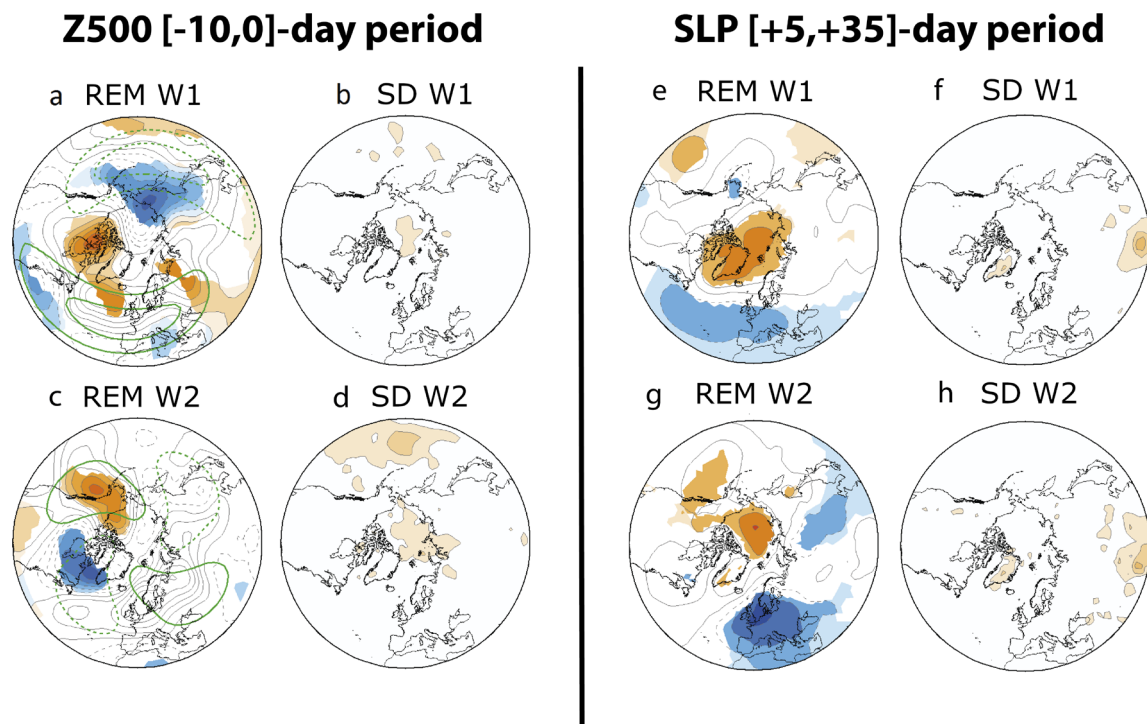 Z500 [-10,0]-day period
SLP [+5,+35]-day period
a REM W1
b SD W1
e REM W1
f SD W1
c REM W2
d SD W2
g REM W2
h SD W2